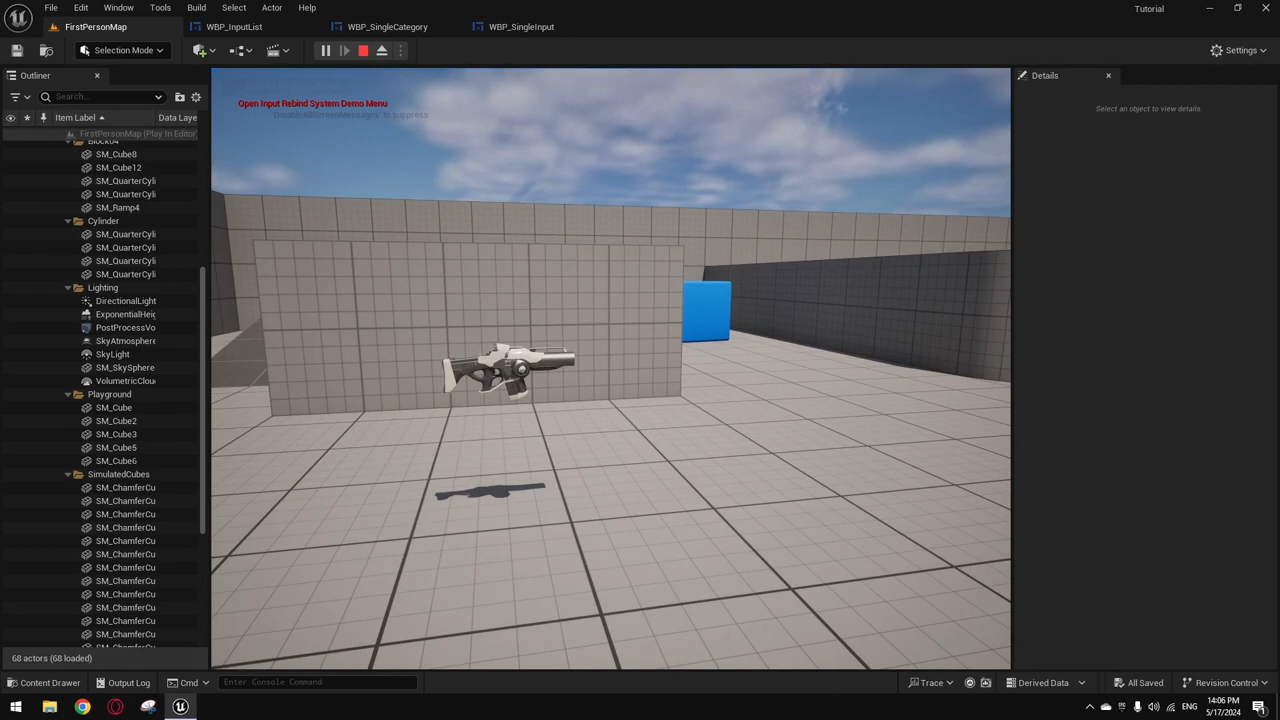 File Edit Window Tools Build Select Actor Help
Tutorial
FirstPersonMap
WBP_InputList
WBP_SingleCategory
WBP_SingleInput
Selection Mode
Settings
Outliner
Search...
Item Label
Data Laye
FirstPersonMap (Play In Editor)
Block04
SM_Cube8
SM_Cube12
SM_QuarterCyli
SM_QuarterCyli
SM_Ramp4
Cylinder
SM_QuarterCyli
SM_QuarterCyli
SM_QuarterCyli
SM_QuarterCyli
Lighting
DirectionalLight
ExponentialHeig
PostProcessVo
SkyAtmosphere
SkyLight
SM_SkySphere
VolumetricClou
Playground
SM_Cube
SM_Cube2
SM_Cube3
SM_Cube5
SM_Cube6
SimulatedCubes
SM_ChamferCu
SM_ChamferCu
SM_ChamferCu
SM_ChamferCu
SM_ChamferCu
SM_ChamferCu
SM_ChamferCu
SM_ChamferCu
SM_ChamferCu
SM_ChamferCu
SM_ChamferCu
SM_ChamferCu
68 actors (68 loaded)
Open Input Rebind System Demo Menu
'DisableAllScreenMessages' to suppress
Details
Select an object to view details.
Content Drawer
Output Log
Cmd
Enter Console Command
Trace
Derived Data
All Saved
Revision Control
ENG
14:06 PM
5/17/2024